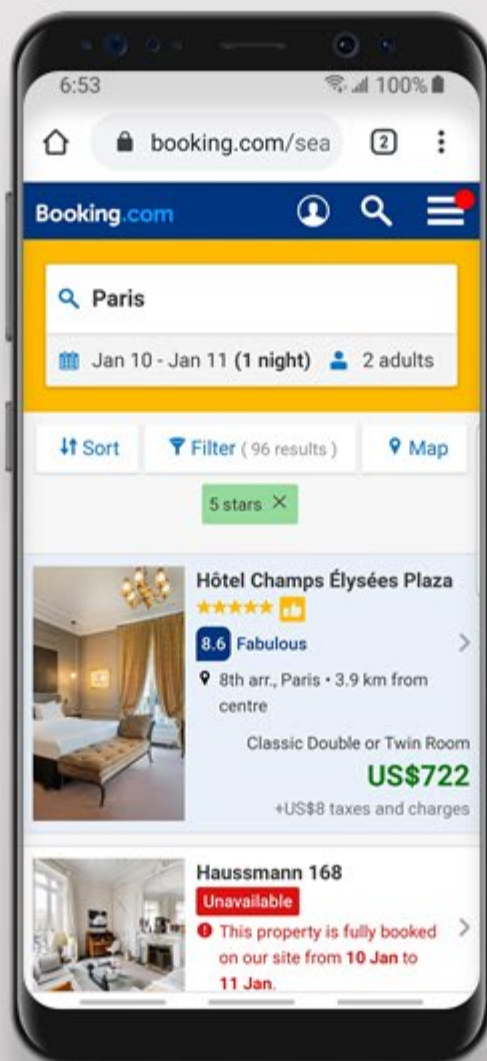 6:53 100%
booking.com/sea 2
Booking.com
Paris
Jan 10 - Jan 11 (1 night) 2 adults
Sort Filter ( 96 results ) Map
5 stars ×
Hôtel Champs Élysées Plaza
8.6 Fabulous
8th arr., Paris • 3.9 km from
centre
Classic Double or Twin Room
US$722
+US$8 taxes and charges
Haussmann 168
Unavailable
This property is fully booked
on our site from 10 Jan to
11 Jan.